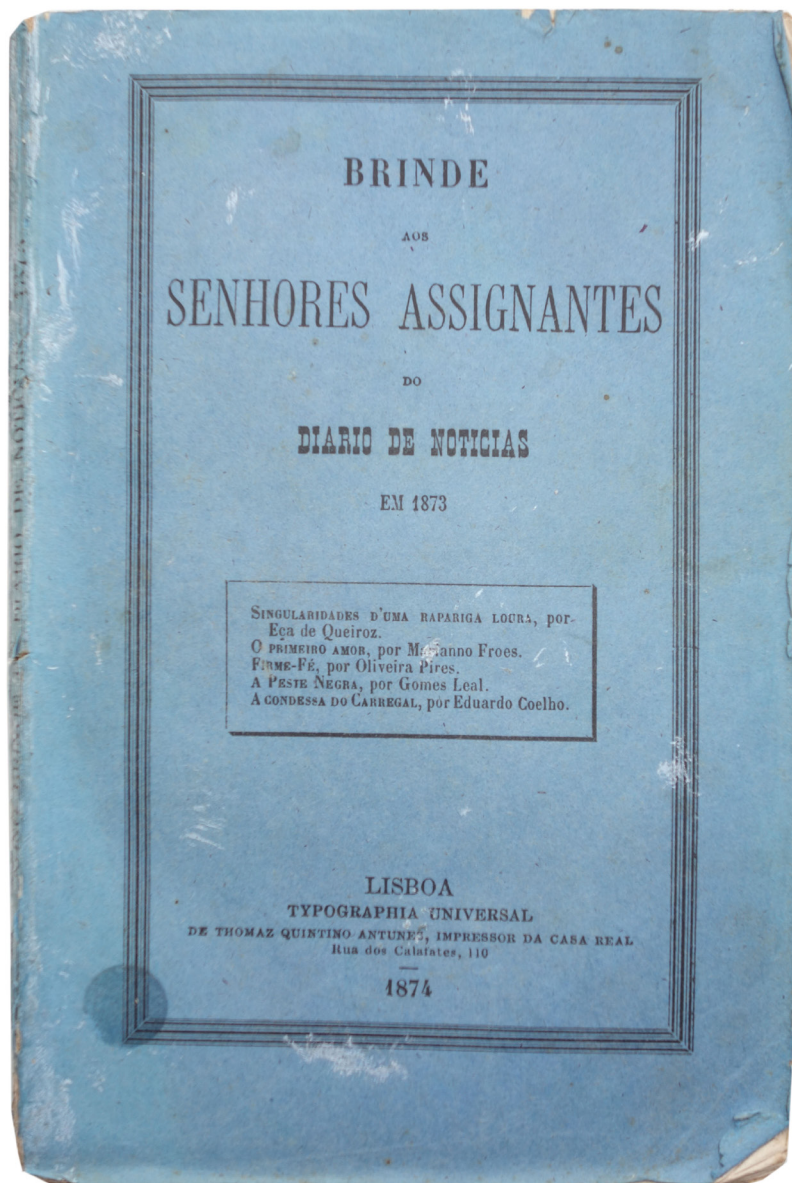 BRINDE
AOS
SENHORES ASSIGNANTES
DO
DIARIO DE NOTICIAS
EM 1873
SINGULARIDADES D'UMA RAPARIGA LOURA, por
Eça de Queiroz.
O PRIMEIRO AMOR, por Marianno Froes.
FIRME-FÉ, por Oliveira Pires.
A PESTE NEGRA, por Gomes Leal.
A CONDESSA DO CARREGAL, por Eduardo Coelho.
LISBOA
TYPOGRAPHIA UNIVERSAL
DE THOMAZ QUINTINO ANTUNES, IMPRESSOR DA CASA REAL
Rua dos Calafates, 110
1874